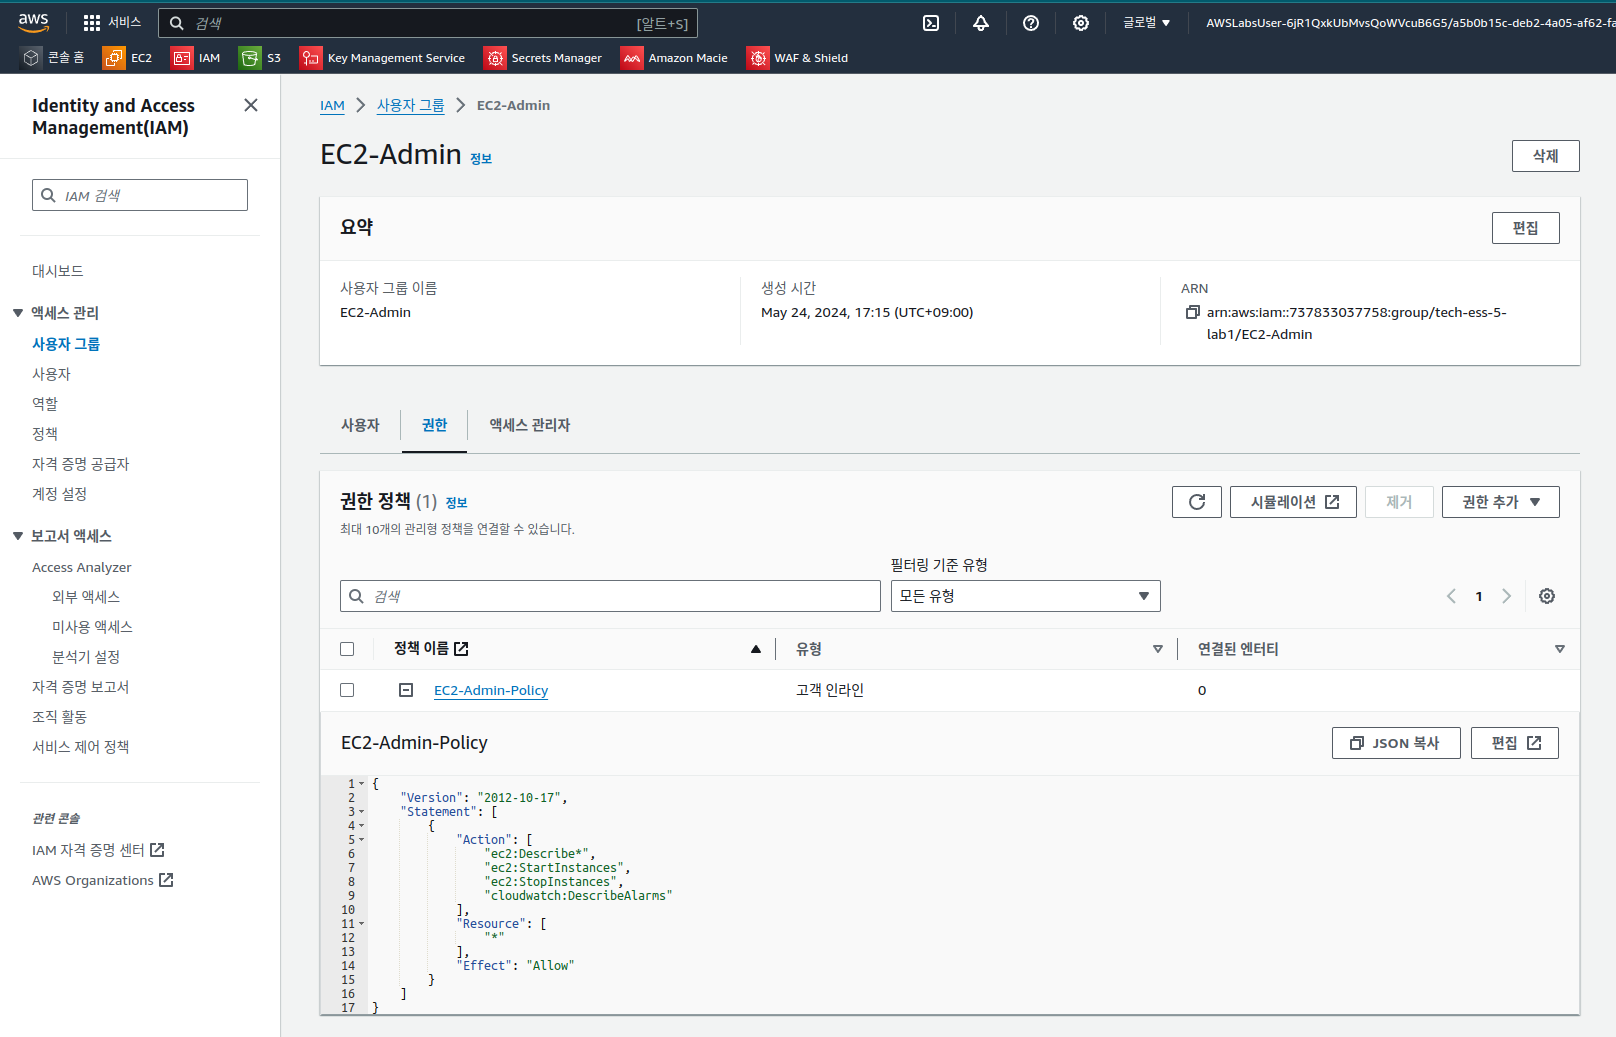 aws
서비스
검색
[알트+S]
글로벌
AWSLabsUser-6jR1QxkUbMvsQoWVcuB6G5/a5b0b15c-deb2-4a05-af62-fa
콘솔 홈
EC2
IAM
S3
Key Management Service
Secrets Manager
Amazon Macie
WAF & Shield
Identity and Access
Management(IAM)
IAM 검색
대시보드
액세스 관리
사용자 그룹
사용자
역할
정책
자격 증명 공급자
계정 설정
보고서 액세스
Access Analyzer
외부 액세스
미사용 액세스
분석기 설정
자격 증명 보고서
조직 활동
서비스 제어 정책
관련 콘솔
IAM 자격 증명 센터
AWS Organizations
IAM > 사용자 그룹 > EC2-Admin
EC2-Admin 정보
삭제
요약
편집
사용자 그룹 이름
EC2-Admin
생성 시간
May 24, 2024, 17:15 (UTC+09:00)
ARN
arn:aws:iam::737833037758:group/tech-ess-5-
lab1/EC2-Admin
사용자
권한
액세스 관리자
권한 정책 (1) 정보
최대 10개의 관리형 정책을 연결할 수 있습니다.
시뮬레이션
제거
권한 추가
필터링 기준 유형
검색
모든 유형
1
정책 이름
유형
연결된 엔터티
EC2-Admin-Policy
고객 인라인
0
EC2-Admin-Policy
JSON 복사
편집
1 {
2 "Version": "2012-10-17",
3 "Statement": [
4 {
5 "Action": [
6 "ec2:Describe*",
7 "ec2:StartInstances",
8 "ec2:StopInstances",
9 "cloudwatch:DescribeAlarms"
10 ],
11 "Resource": [
12 "*"
13 ],
14 "Effect": "Allow"
15 }
16 ]
17 }